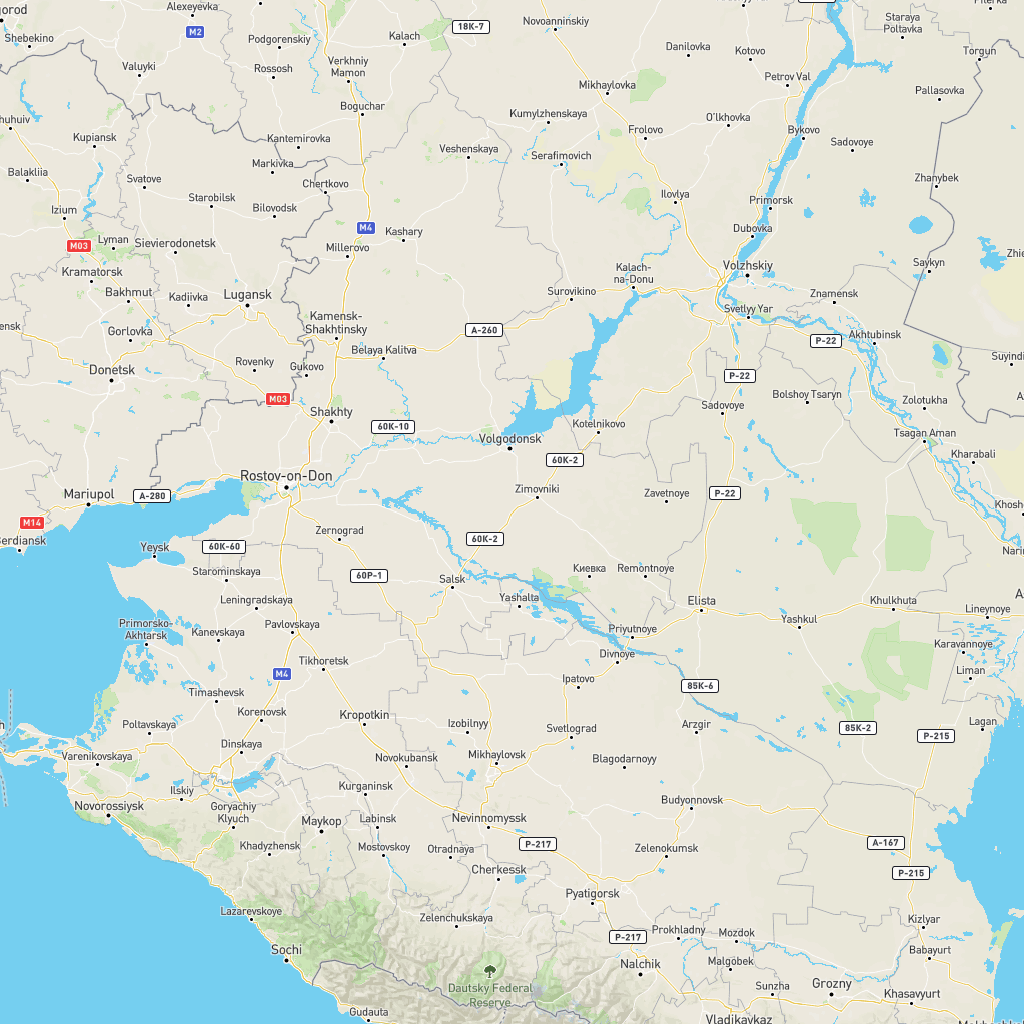 Alexeyevka
Novoanninskiy
Staraya
Poltavka
Piterka
18K-7
M2
Shebekino
Podgorenskiy
Kalach
Danilovka
Kotovo
Torgun
Valuyki
Rossosh
Verkhniy
Mamon
Mikhaylovka
Petrov Val
Pallasovka
Boguchar
Kumylzhenskaya
O'lkhovka
Kupiansk
Kantemirovka
Frolovo
Bykovo
Sadovoye
Veshenskaya
Serafimovich
Markivka
Balakliia
Svatove
Chertkovo
Zhanybek
Starobilsk
Ilovlya
Primorsk
Izium
Bilovodsk
M4
Kashary
Dubovka
M03
Lyman
Sievierodonetsk
Millerovo
Kalach-
na-Donu
Volzhskiy
Saykyn
Kramatorsk
Bakhmut
Kadiivka
Lugansk
Surovikino
Znamensk
Svetlyy Yar
Kamensk-
Shakhtinsky
A-260
Gorlovka
P-22
Akhtubinsk
Belaya Kalitva
Donetsk
Rovenky
Gukovo
P-22
Bolshoy Tsaryn
Zolotukha
M03
Shakhty
Sadovoye
60K-10
Kotelnikovo
Volgodonsk
Tsagan Aman
Kharabali
60K-2
Rostov-on-Don
Mariupol
A-280
Zimovniki
Zavetnoye
P-22
M14
Zernograd
60K-2
Yeysk
60K-60
Starominskaya
60P-1
Salsk
Киевка
Remontnoye
Leningradskaya
Yashalta
Elista
Khulkhuta
Lineynoye
Primorsko-
Akhtarsk
Kanevskaya
Pavlovskaya
Priyutnoye
Yashkul
Karavannoye
Tikhoretsk
Divnoye
M4
Ipatovo
85K-6
Liman
Timashevsk
Korenovsk
Kropotkin
Izobilnyy
Svetlograd
Arzgir
85K-2
Lagan
Poltavskaya
P-215
Dinskaya
Varenikovskaya
Novokubansk
Mikhaylovsk
Blagodarnoyy
Ilskiy
Kurganinsk
Novorossiysk
Goryachiy
Klyuch
Maykop
Labinsk
Nevinnomyssk
Budyonnovsk
Khadyzhensk
Mostovskoy
Otradnaya
P-217
Zelenokumsk
A-167
Cherkessk
P-215
Pyatigorsk
Lazarevskoye
Zelenchukskaya
Kizlyar
P-217
Prokhladny
Mozdok
Sochi
Babayurt
Malgobek
Nalchik
Dautsky Federal
Reserve
Sunzha
Grozny
Khasavyurt
Gudauta
Vladikavkaz